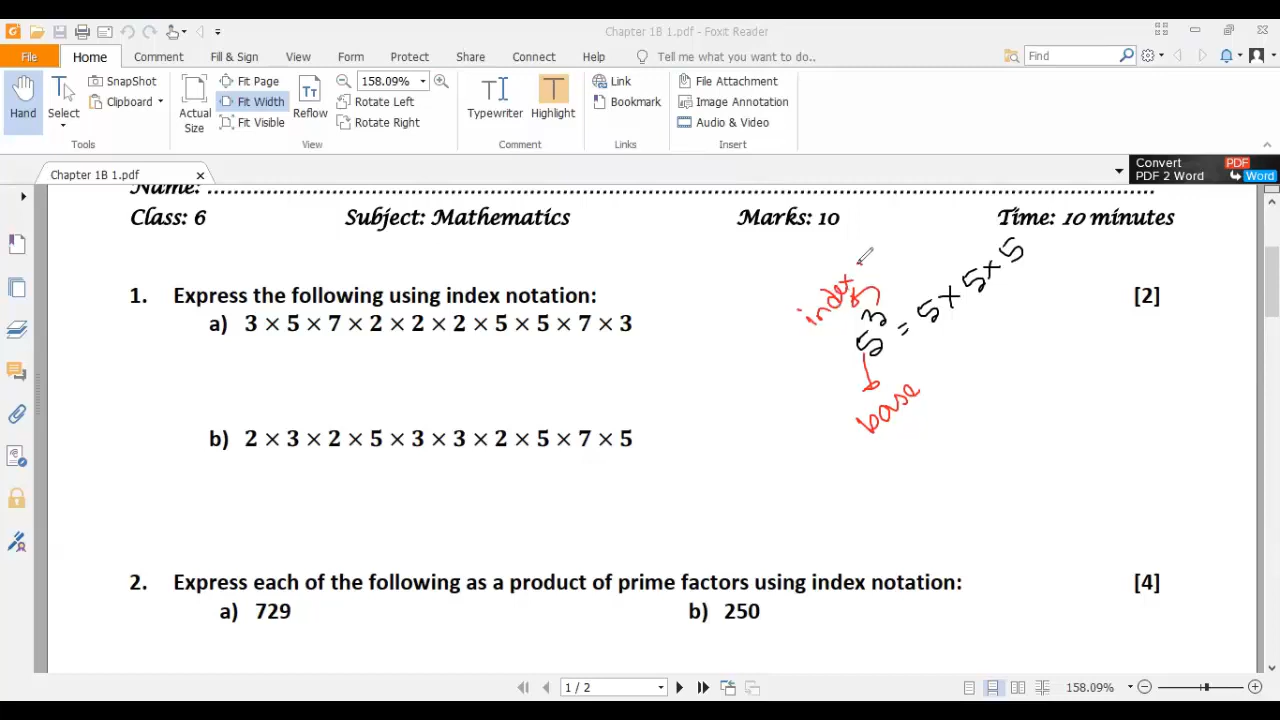 Chapter 1B 1.pdf - Foxit Reader
File Home Comment Fill & Sign View Form Protect Share Connect Help Tell me what you want to do.. Find
Hand
Select
SnapShot
Clipboard
Actual Size
Fit Page
Fit Width
Fit Visible
Reflow
158.09%
Rotate Left
Rotate Right
Typewriter
Highlight
Link
Bookmark
File Attachment
Image Annotation
Audio & Video
Tools View Comment Links Insert
Chapter 1B 1.pdf
Convert PDF
PDF 2 Word Word
Name: ........................................................................
Class: 6 Subject: Mathematics Marks: 10 Time: 10 minutes
1. Express the following using index notation: [2]
a) 3 × 5 × 7 × 2 × 2 × 2 × 5 × 5 × 7 × 3
index
5³ = 5 × 5 × 5
base
b) 2 × 3 × 2 × 5 × 3 × 3 × 2 × 5 × 7 × 5
2. Express each of the following as a product of prime factors using index notation: [4]
a) 729 b) 250
1 / 2
158.09%